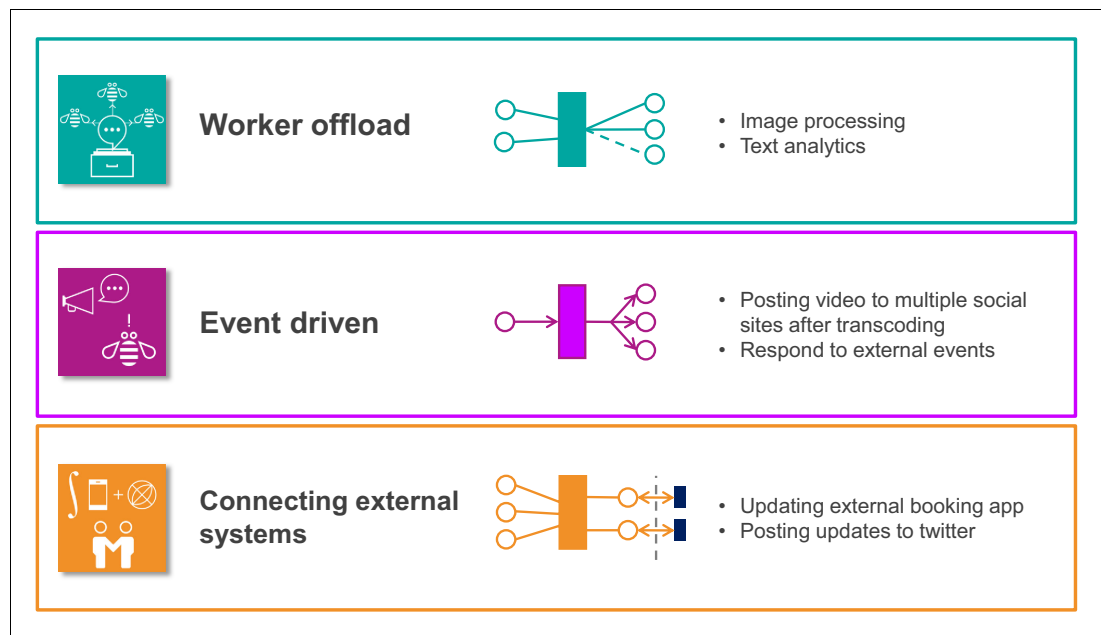 Worker offload
• Image processing
• Text analytics
!
Event driven
• Posting video to multiple social
sites after transcoding
• Respond to external events
Connecting external
systems
• Updating external booking app
• Posting updates to twitter